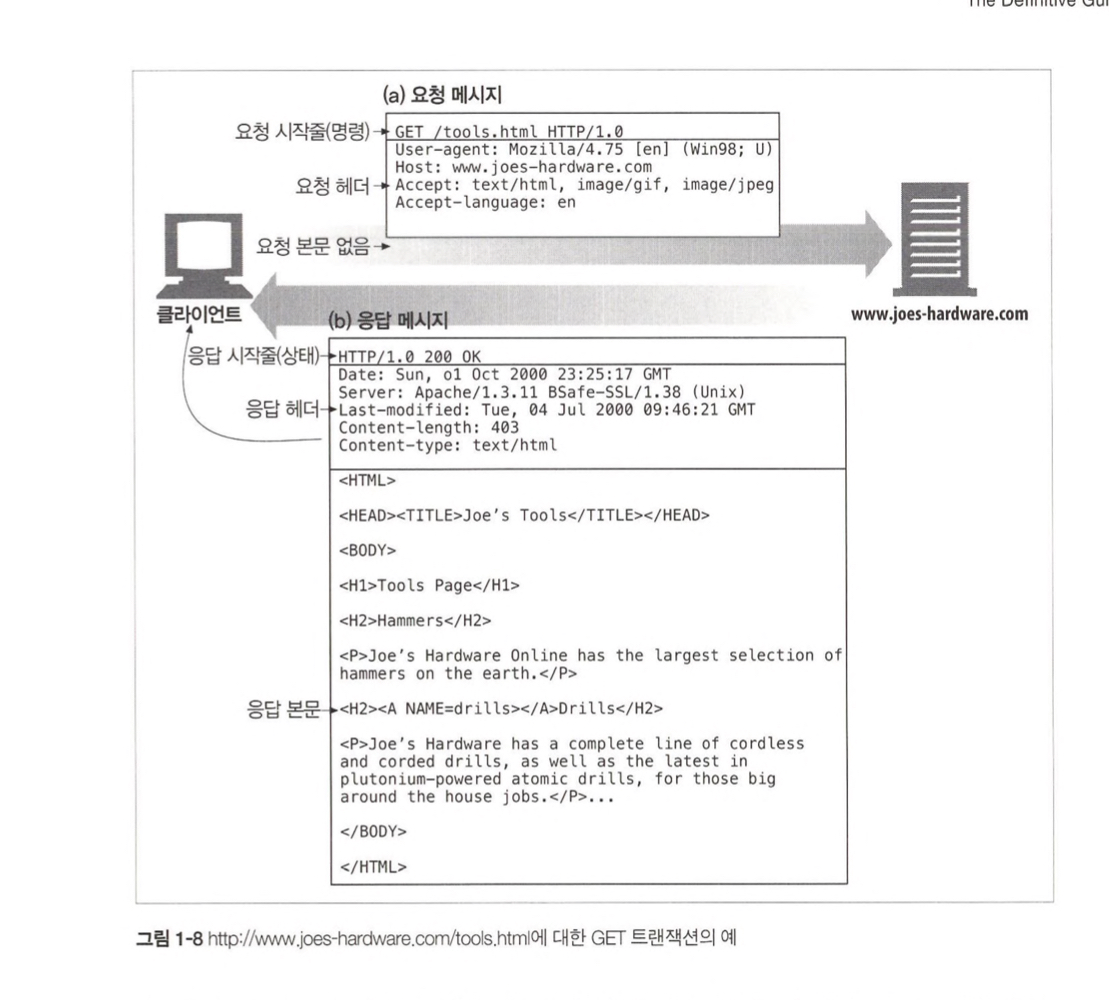 The Definitive Gui
(a) 요청 메시지
요청 시작줄(명령)
GET /tools.html HTTP/1.0
User-agent: Mozilla/4.75 [en] (Win98; U)
Host: www.joes-hardware.com
요청 헤더
Accept: text/html, image/gif, image/jpeg
Accept-language: en
요청 본문 없음
클라이언트
www.joes-hardware.com
(b) 응답 메시지
응답 시작줄(상태)
HTTP/1.0 200 OK
Date: Sun, o1 Oct 2000 23:25:17 GMT
Server: Apache/1.3.11 BSafe-SSL/1.38 (Unix)
응답 헤더
Last-modified: Tue, 04 Jul 2000 09:46:21 GMT
Content-length: 403
Content-type: text/html
<HTML>
<HEAD><TITLE>Joe's Tools</TITLE></HEAD>
<BODY>
<H1>Tools Page</H1>
<H2>Hammers</H2>
<P>Joe's Hardware Online has the largest selection of
hammers on the earth.</P>
응답 본문
<H2><A NAME=drills></A>Drills</H2>
<P>Joe's Hardware has a complete line of cordless
and corded drills, as well as the latest in
plutonium-powered atomic drills, for those big
around the house jobs.</P>...
</BODY>
</HTML>
그림 1-8 http://www.joes-hardware.com/tools.html에 대한 GET 트랜잭션의 예